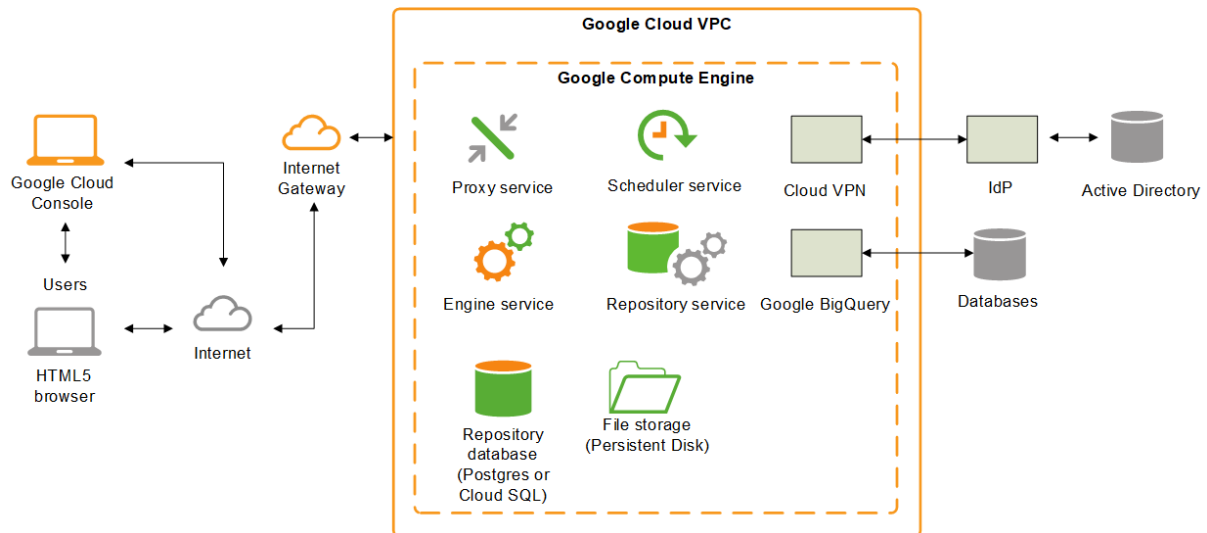 Google Cloud VPC
Google Compute Engine
Google Cloud
Console
Users
HTML5
browser
Internet
Internet
Gateway
Proxy service
Scheduler service
Cloud VPN
IdP
Active Directory
Engine service
Repository service
Google BigQuery
Databases
Repository
database
(Postgres or
Cloud SQL)
File storage
(Persistent Disk)